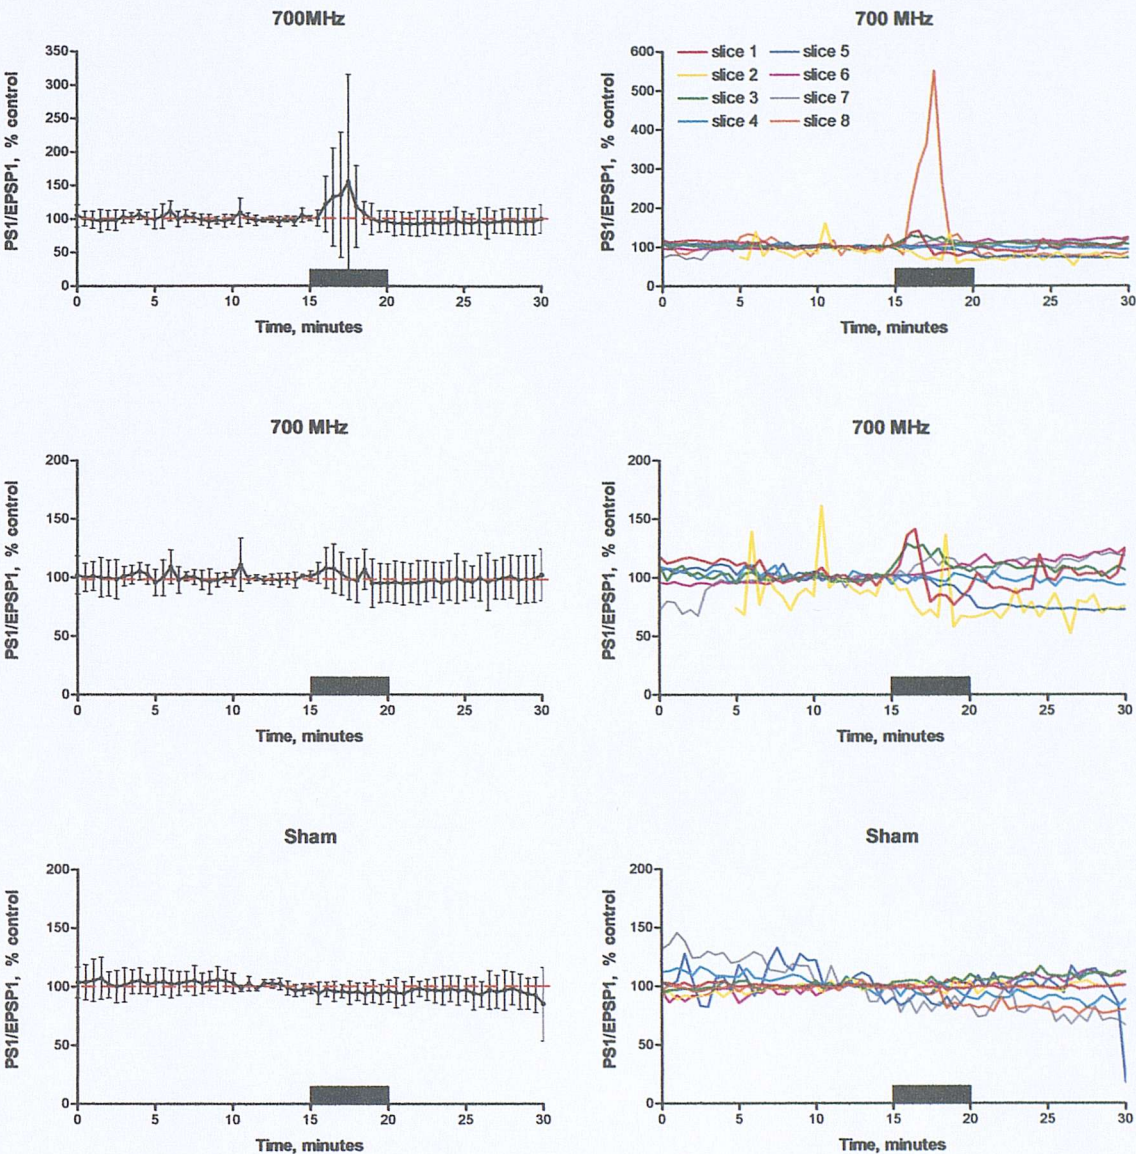 700MHz
PS1/EPSP1, % control
350
300
250
200
150
100
50
0
0 5 10 15 20 25 30
Time, minutes
700 MHz
PS1/EPSP1, % control
600
500
400
300
200
100
0
slice 1 slice 5
slice 2 slice 6
slice 3 slice 7
slice 4 slice 8
0 5 10 15 20 25 30
Time, minutes
700 MHz
PS1/EPSP1, % control
200
150
100
50
0
0 5 10 15 20 25 30
Time, minutes
700 MHz
PS1/EPSP1, % control
200
150
100
50
0
0 5 10 15 20 25 30
Time, minutes
Sham
PS1/EPSP1, % control
200
150
100
50
0
0 5 10 15 20 25 30
Time, minutes
Sham
PS1/EPSP1, % control
200
150
100
50
0
0 5 10 15 20 25 30
Time, minutes